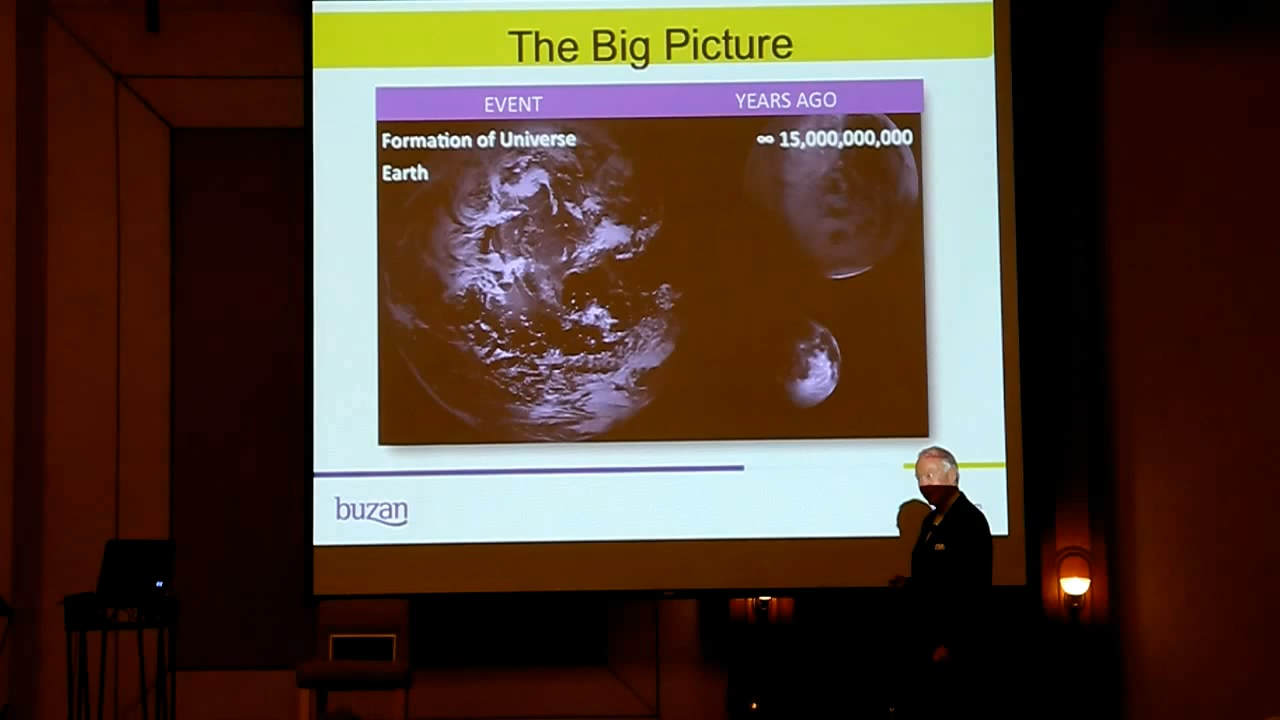 The Big Picture
EVENT YEARS AGO
Formation of Universe ∞ 15,000,000,000
Earth
buzan